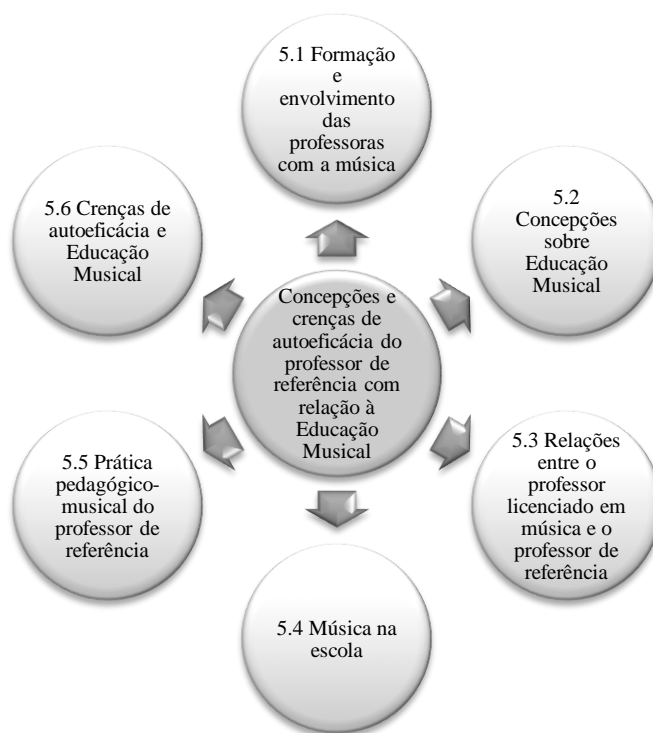 5.1 Formação
e
envolvimento
das
professoras
com a música
5.6 Crenças de
autoeficácia e
Educação
Musical
5.2
Concepções
sobre
Educação
Musical
Concepções e
crenças de
autoeficácia do
professor de
referência com
relação à
Educação
Musical
5.5 Prática
pedagógico-
musical do
professor de
referência
5.3 Relações
entre o
professor
licenciado em
música e o
professor de
referência
5.4 Música na
escola